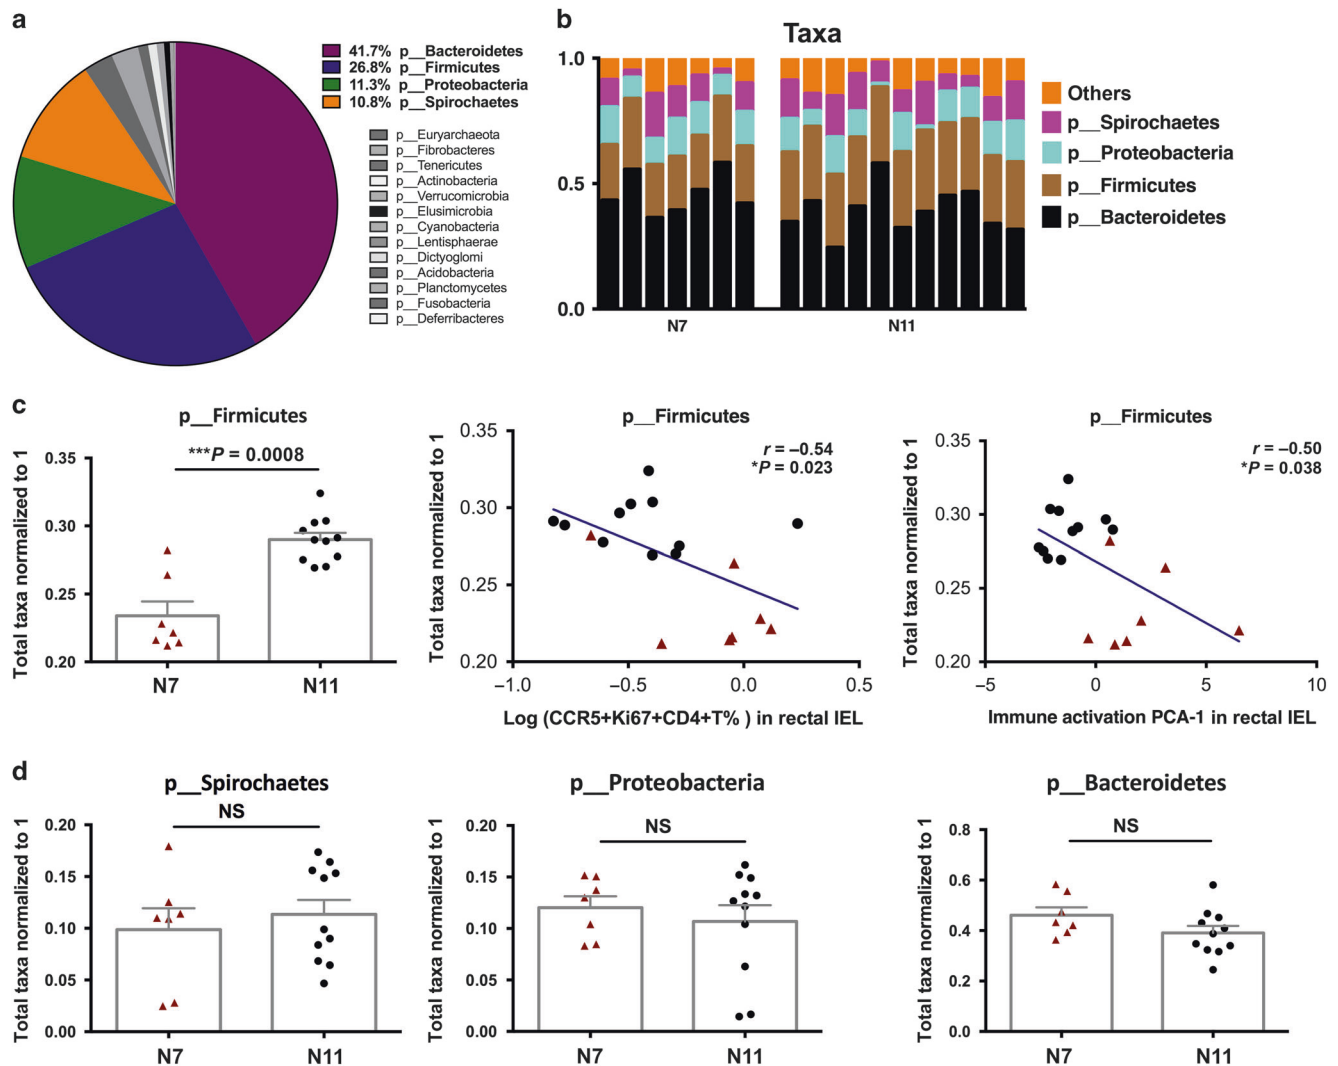 a
41.7% p__Bacteroidetes
26.8% p__Firmicutes
11.3% p__Proteobacteria
10.8% p__Spirochaetes
p__Euryarchaeota
p__Fibrobacteres
p__Tenericutes
p__Actinobacteria
p__Verrucomicrobia
p__Elusimicrobia
p__Cyanobacteria
p__Lentisphaerae
p__Dictyoglomi
p__Acidobacteria
p__Planctomycetes
p__Fusobacteria
p__Deferribacteres
b
Taxa
1.0
0.5
0.0
N7
N11
Others
p__Spirochaetes
p__Proteobacteria
p__Firmicutes
p__Bacteroidetes
c
p__Firmicutes
***P = 0.0008
Total taxa normalized to 1
0.35
0.30
0.25
0.20
N7
N11
p__Firmicutes
r = –0.54
*P = 0.023
Total taxa normalized to 1
0.35
0.30
0.25
0.20
–1.0
–0.5
0.0
0.5
Log (CCR5+Ki67+CD4+T% ) in rectal IEL
p__Firmicutes
r = –0.50
*P = 0.038
Total taxa normalized to 1
0.35
0.30
0.25
0.20
–5
0
5
10
Immune activation PCA-1 in rectal IEL
d
p__Spirochaetes
NS
Total taxa normalized to 1
0.20
0.15
0.10
0.05
0.00
N7
N11
p__Proteobacteria
NS
Total taxa normalized to 1
0.20
0.15
0.10
0.05
0.00
N7
N11
p__Bacteroidetes
NS
Total taxa normalized to 1
0.8
0.6
0.4
0.2
0.0
N7
N11